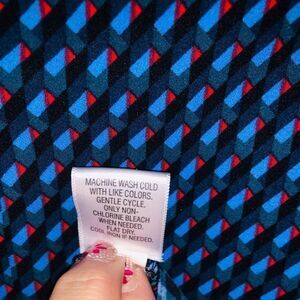 MACHINE WASH COLD
WITH LIKE COLORS.
GENTLE CYCLE.
ONLY NON-
CHLORINE BLEACH
WHEN NEEDED.
FLAT DRY.
COOL IRON IF NEEDED.